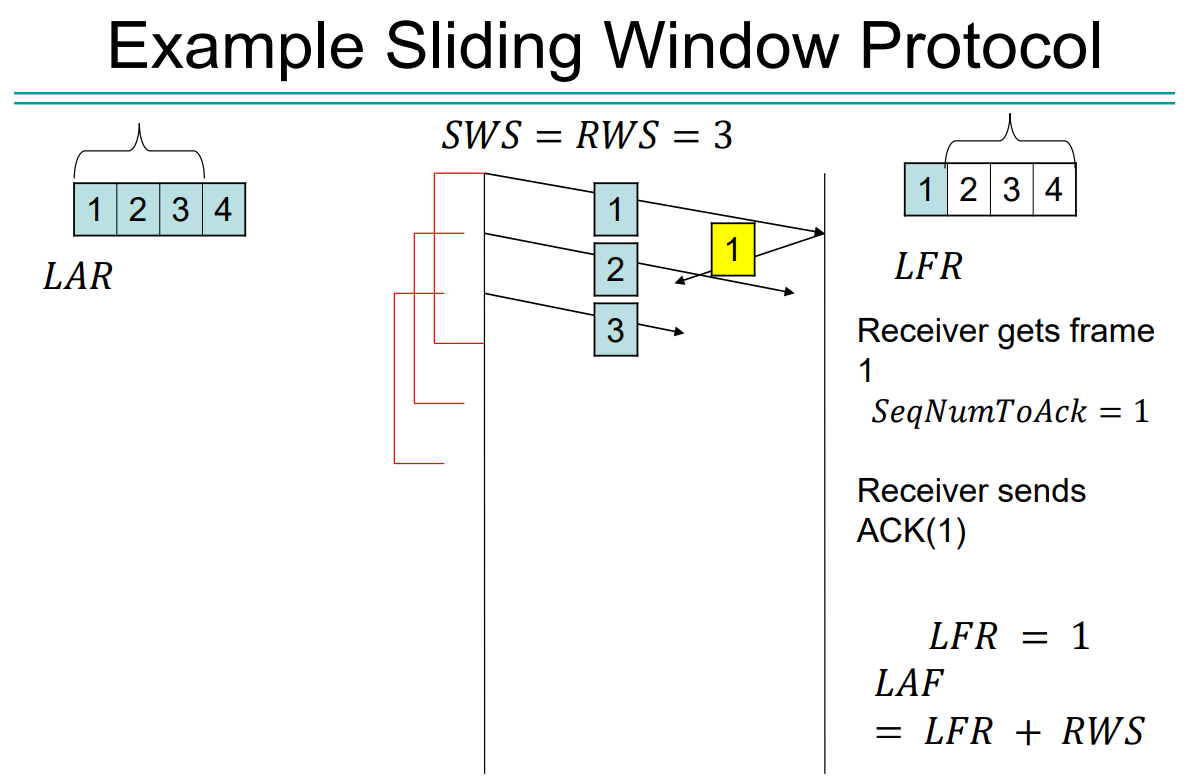 Example Sliding Window Protocol
SWS = RWS = 3
1 2 3 4
LAR
1
2
3
1
1 2 3 4
LFR
Receiver gets frame
1
SeqNumToAck = 1
Receiver sends
ACK(1)
LFR = 1
LAF
= LFR + RWS